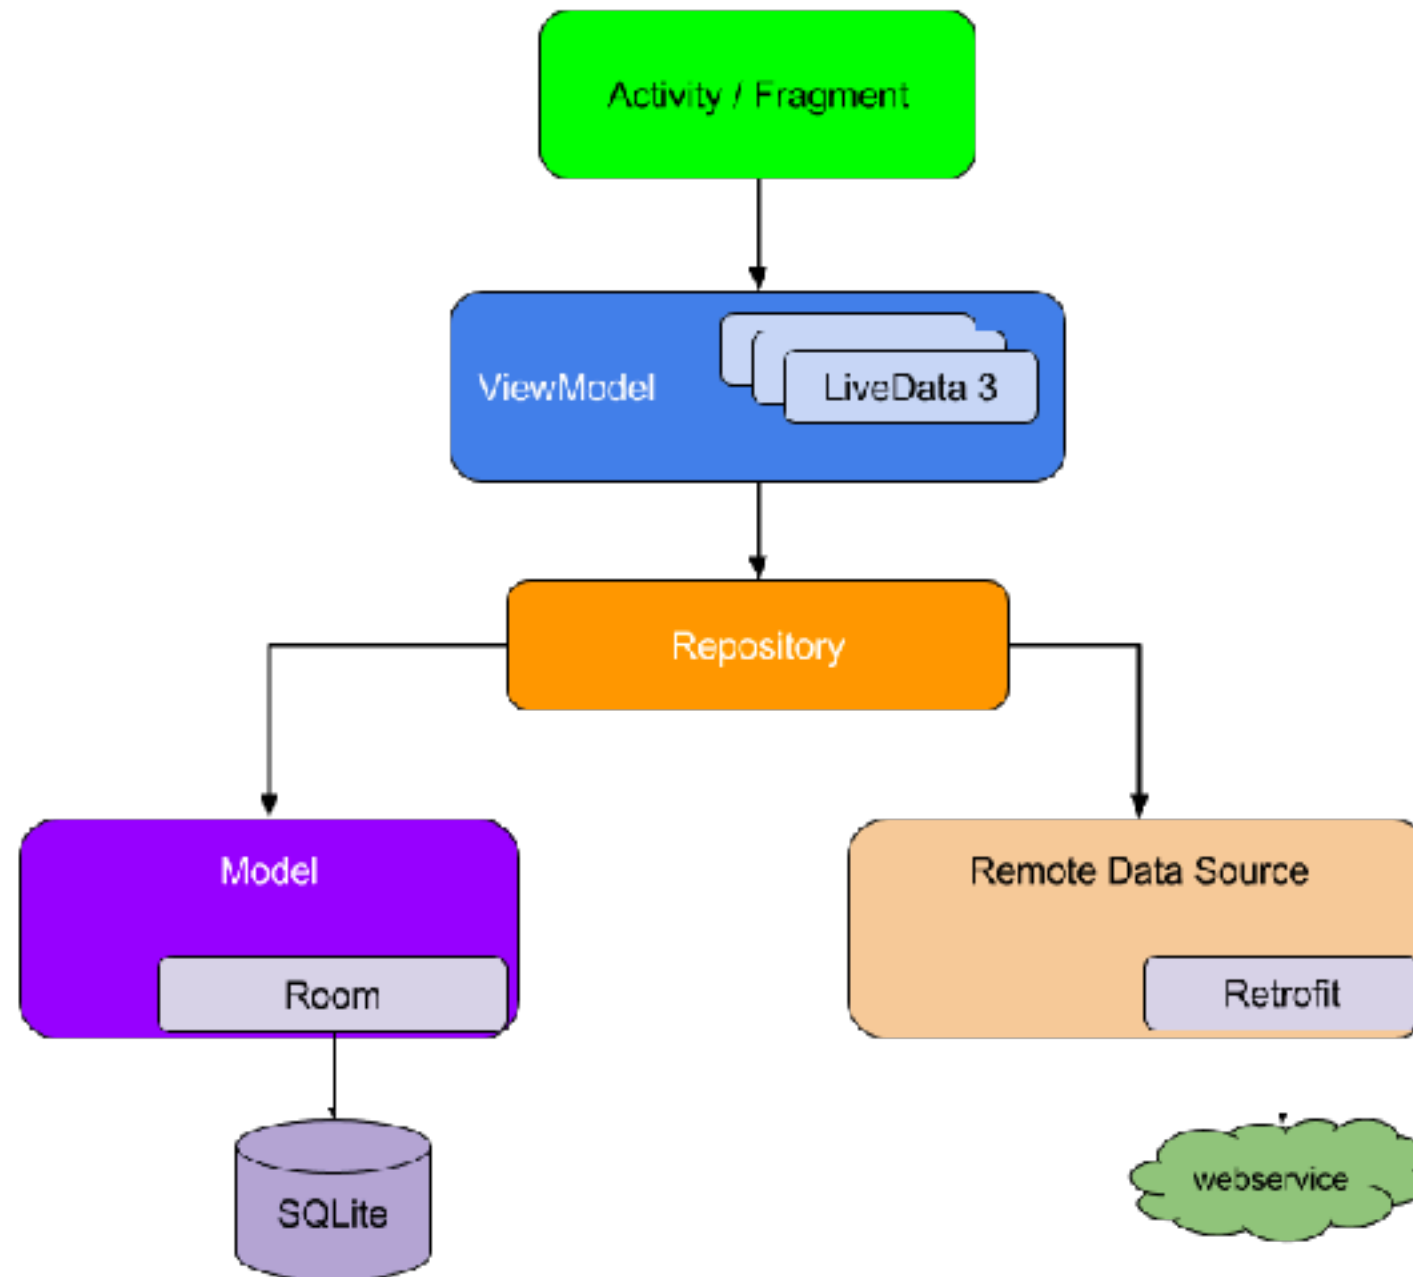 Activity / Fragment
ViewModel
LiveData 3
Repository
Model
Remote Data Source
Room
Retrofit
webservice
SQLite